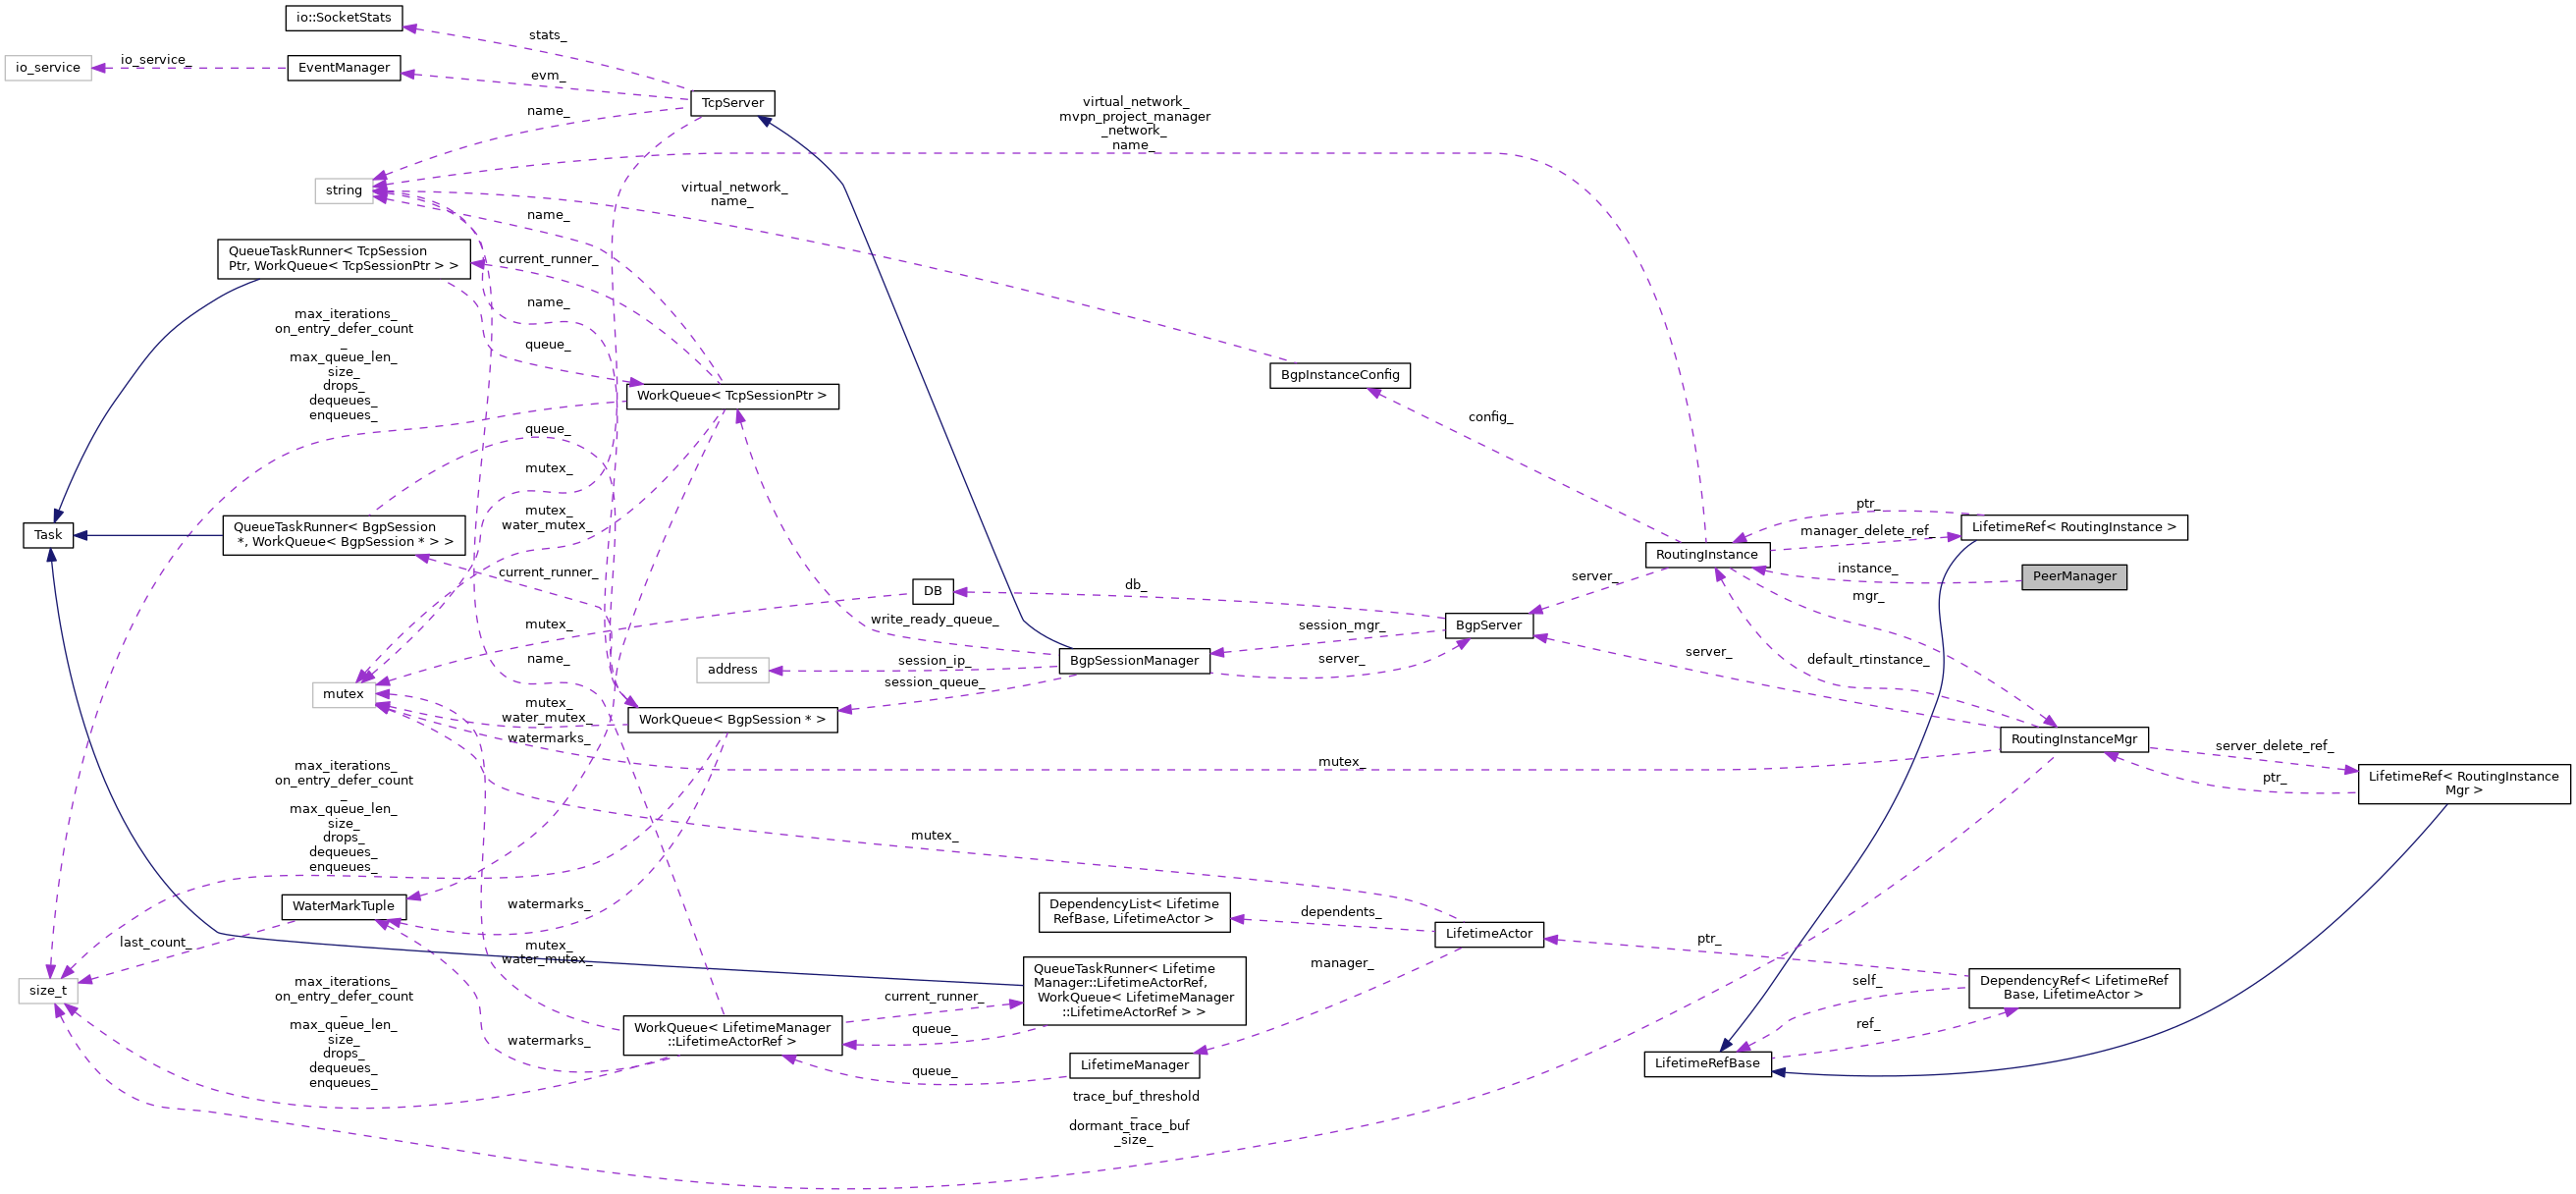 io::SocketStats
stats_
io_service
io_service_
EventManager
evm_
TcpServer
name_
virtual_network_
mvpn_project_manager
_network_
name_
string
virtual_network_
name_
name_
QueueTaskRunner< TcpSession
Ptr, WorkQueue< TcpSessionPtr > >
current_runner_
name_
max_iterations_
on_entry_defer_count
_
max_queue_len_
size_
drops_
dequeues_
enqueues_
queue_
WorkQueue< TcpSessionPtr >
BgpInstanceConfig
config_
queue_
mutex_
mutex_
water_mutex_
Task
QueueTaskRunner< BgpSession
*, WorkQueue< BgpSession * > >
current_runner_
ptr_
manager_delete_ref_
LifetimeRef< RoutingInstance >
RoutingInstance
instance_
PeerManager
mgr_
server_
DB
db_
mutex_
write_ready_queue_
BgpServer
session_mgr_
server_
BgpSessionManager
address
session_ip_
session_queue_
server_
default_rtinstance_
name_
mutex
mutex_
water_mutex_
WorkQueue< BgpSession * >
watermarks_
mutex_
RoutingInstanceMgr
server_delete_ref_
ptr_
LifetimeRef< RoutingInstance
Mgr >
max_iterations_
on_entry_defer_count
_
max_queue_len_
size_
drops_
dequeues_
enqueues_
mutex_
WaterMarkTuple
watermarks_
DependencyList< Lifetime
RefBase, LifetimeActor >
dependents_
LifetimeActor
ptr_
last_count_
mutex_
water_mutex_
manager_
size_t
QueueTaskRunner< Lifetime
Manager::LifetimeActorRef,
WorkQueue< LifetimeManager
::LifetimeActorRef > >
self_
DependencyRef< LifetimeRef
Base, LifetimeActor >
ref_
max_iterations_
on_entry_defer_count
_
max_queue_len_
size_
drops_
dequeues_
enqueues_
current_runner_
queue_
WorkQueue< LifetimeManager
::LifetimeActorRef >
watermarks_
queue_
LifetimeManager
LifetimeRefBase
trace_buf_threshold
_
dormant_trace_buf
_size_